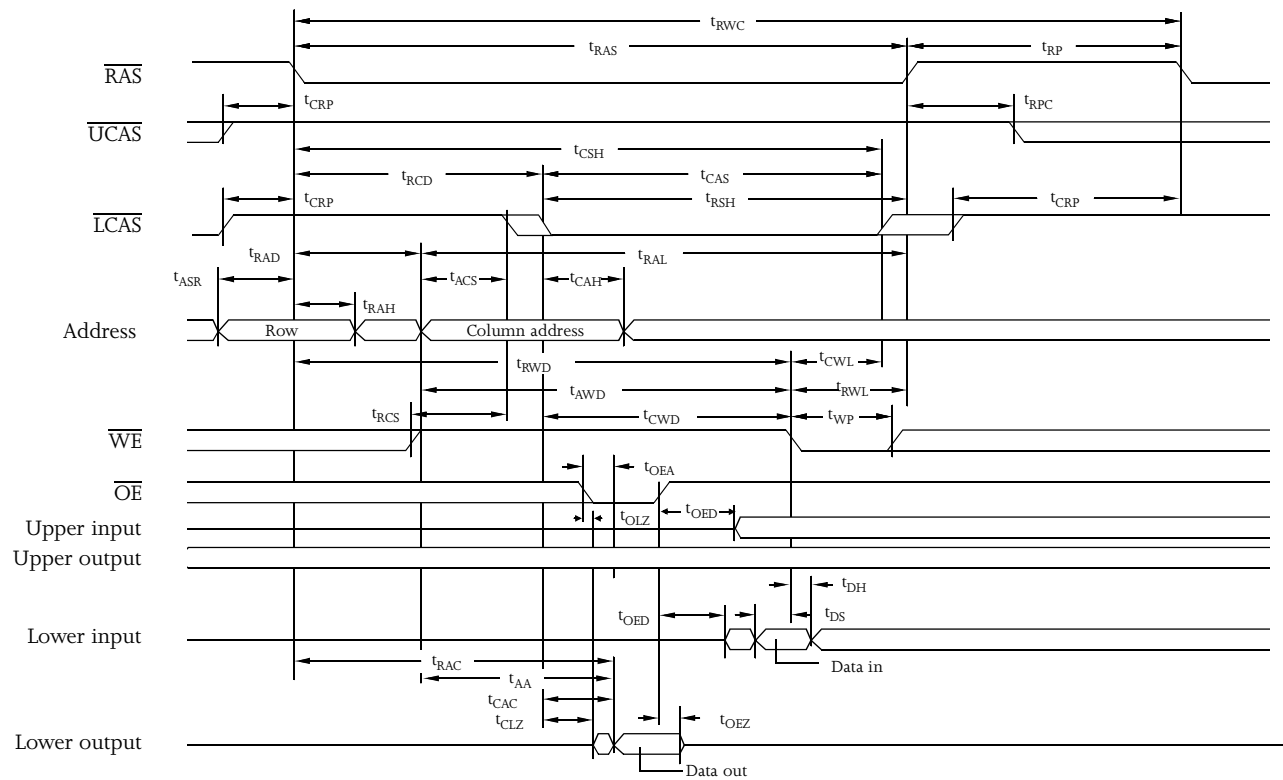 tRWC
tRAS
tRP
RAS
tCRP
tRPC
UCAS
tCSH
tRCD
tCAS
tCRP
tRSH
tCRP
LCAS
tRAD
tRAL
tASR
tACS
tCAH
tRAH
Address
Row
Column address
tRWD
tCWL
tAWD
tRWL
tRCS
tCWD
tWP
WE
tOEA
OE
tOLZ
tOED
Upper input
Upper output
tDH
tOED
tDS
Lower input
tRAC
Data in
tAA
tCAC
tCLZ
tOEZ
Lower output
Data out